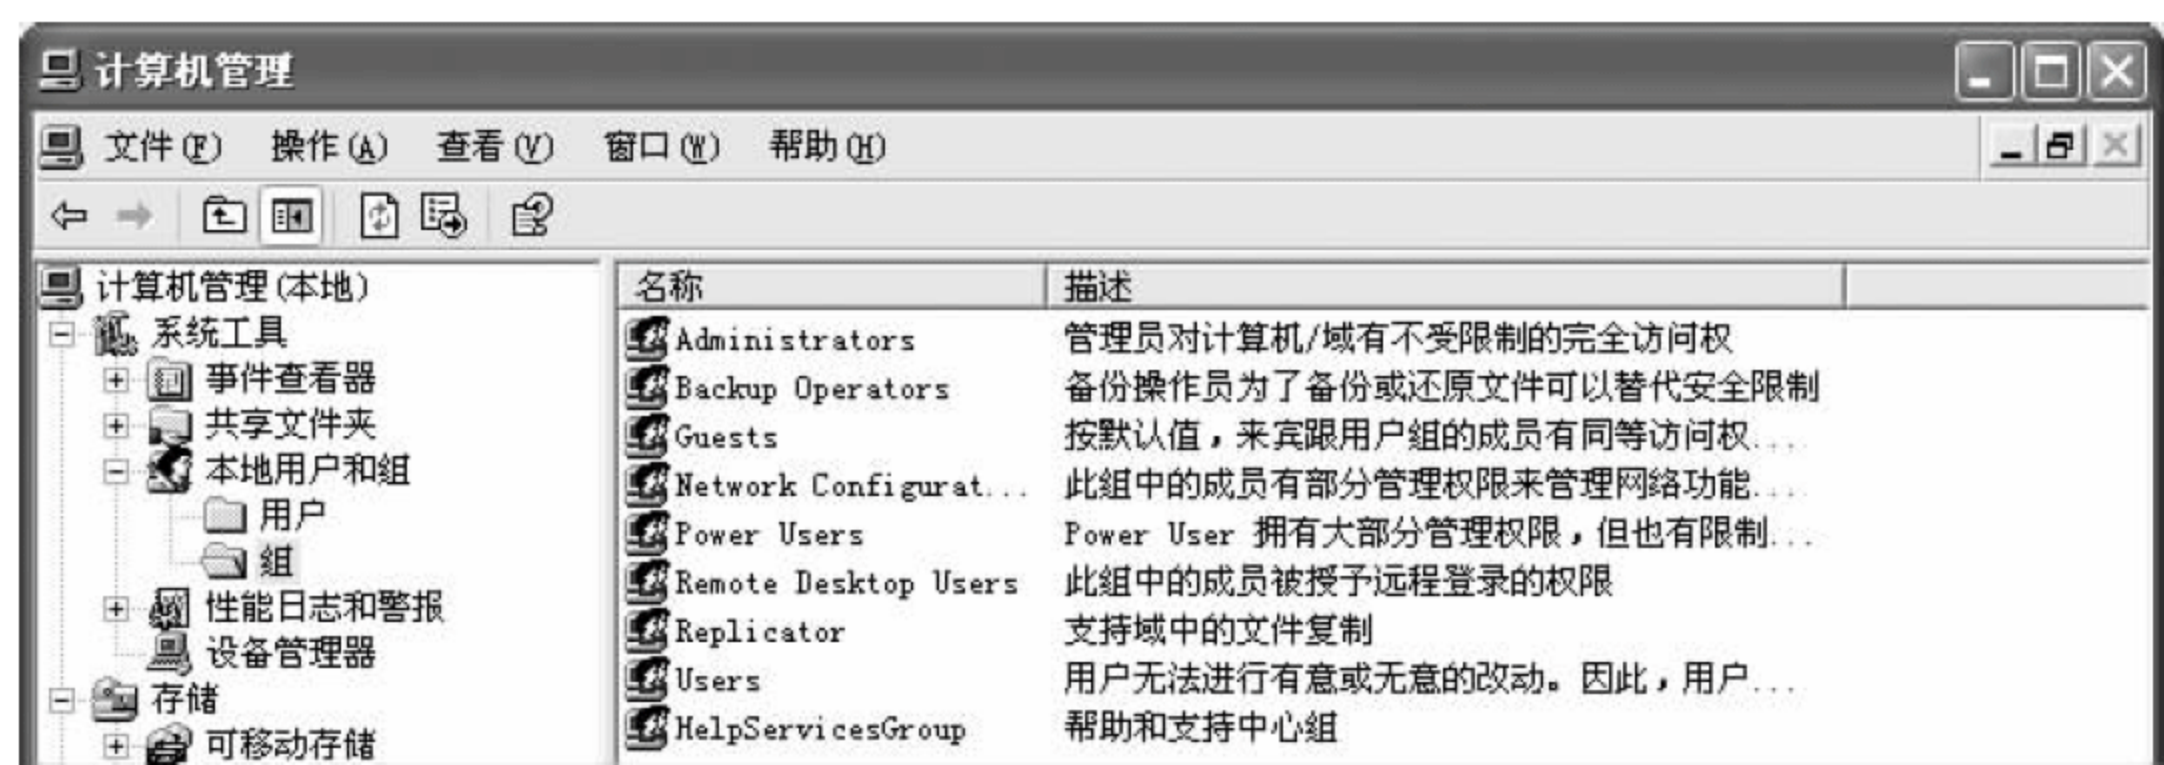 计算机管理
文件(F) 操作(A) 查看(V) 窗口(W) 帮助(H)
计算机管理(本地)
系统工具
事件查看器
共享文件夹
本地用户和组
用户
组
性能日志和警报
设备管理器
存储
可移动存储
名称 描述
Administrators 管理员对计算机/域有不受限制的完全访问权
Backup Operators 备份操作员为了备份或还原文件可以替代安全限制
Guests 按默认值，来宾跟用户组的成员有同等访问权....
Network Configurat... 此组中的成员有部分管理权限来管理网络功能....
Power Users Power User 拥有大部分管理权限，但也有限制...
Remote Desktop Users 此组中的成员被授予远程登录的权限
Replicator 支持域中的文件复制
Users 用户无法进行有意或无意的改动。因此，用户...
HelpServicesGroup 帮助和支持中心组